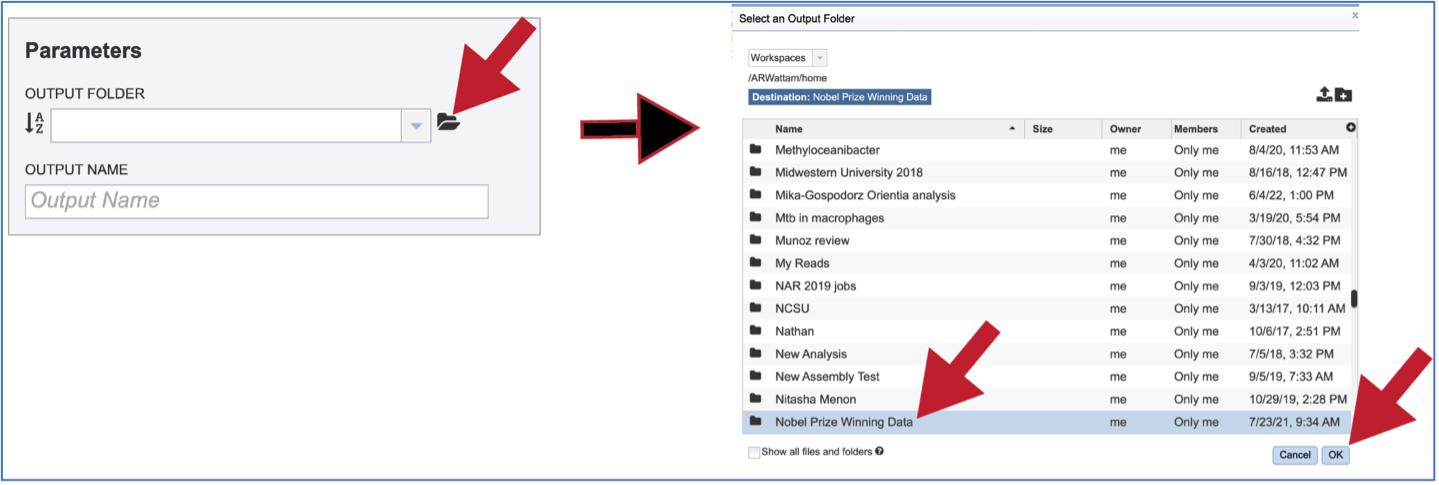 Parameters
OUTPUT FOLDER
A
Z
OUTPUT NAME
Output Name
Select an Output Folder x
Workspaces
/ARWattam/home
Destination: Nobel Prize Winning Data
Name Size Owner Members Created
Methyloceanibacter me Only me 8/4/20, 11:53 AM
Midwestern University 2018 me Only me 8/16/18, 12:47 PM
Mika-Gospodorz Orientia analysis me Only me 6/4/22, 1:00 PM
Mtb in macrophages me Only me 3/19/20, 5:54 PM
Munoz review me Only me 7/30/18, 4:32 PM
My Reads me Only me 4/3/20, 11:02 AM
NAR 2019 jobs me Only me 9/3/19, 12:03 PM
NCSU me Only me 3/13/17, 10:11 AM
Nathan me Only me 10/6/17, 2:51 PM
New Analysis me Only me 7/5/18, 3:32 PM
New Assembly Test me Only me 9/5/19, 7:33 AM
Nitasha Menon me Only me 10/29/19, 2:28 PM
Nobel Prize Winning Data me Only me 7/23/21, 9:34 AM
Show all files and folders ?
Cancel OK